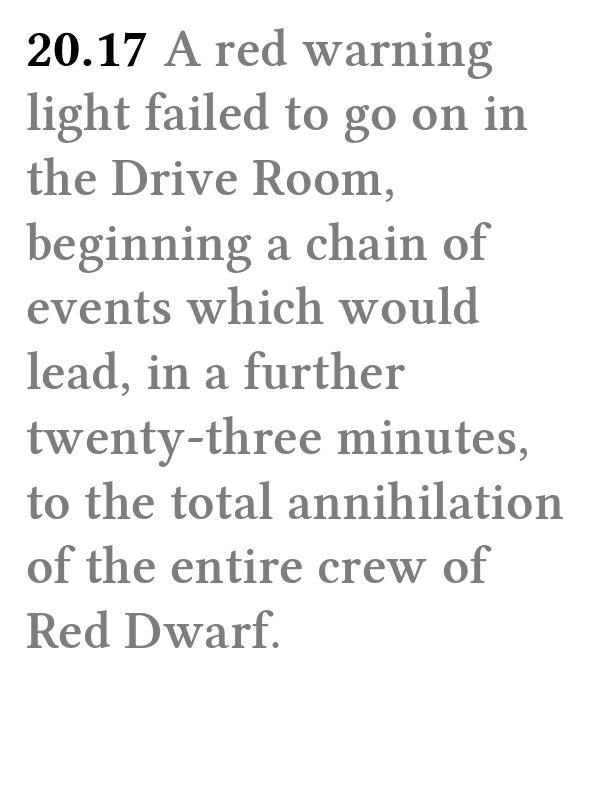 20.17 A red warning
light failed to go on in
the Drive Room,
beginning a chain of
events which would
lead, in a further
twenty-three minutes,
to the total annihilation
of the entire crew of
Red Dwarf.